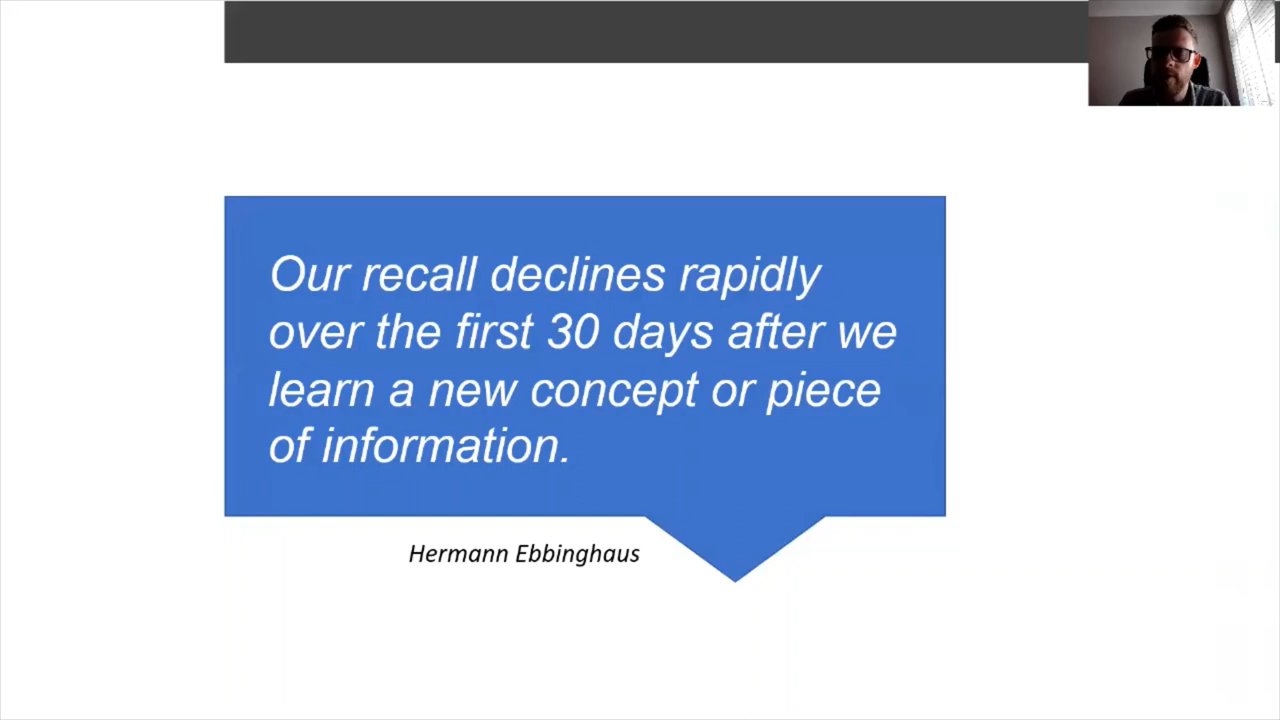 Our recall declines rapidly
over the first 30 days after we
learn a new concept or piece
of information.
Hermann Ebbinghaus